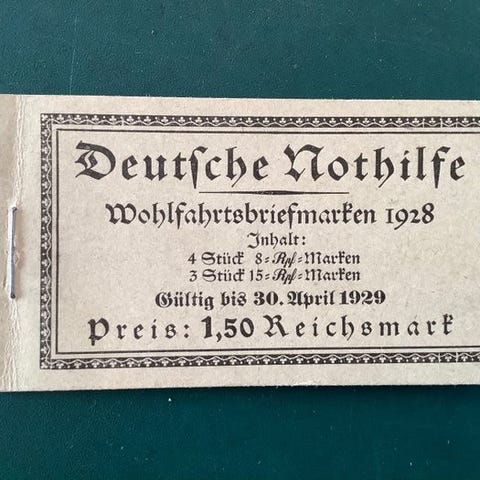 Deutſche Nothilfe
Wohlfahrtsbriefmarken 1928
Inhalt:
4 Stück 8=Rpf=Marken
3 Stück 15=Rpf=Marken
Gültig bis 30. April 1929
Preis: 1,50 Reichsmark